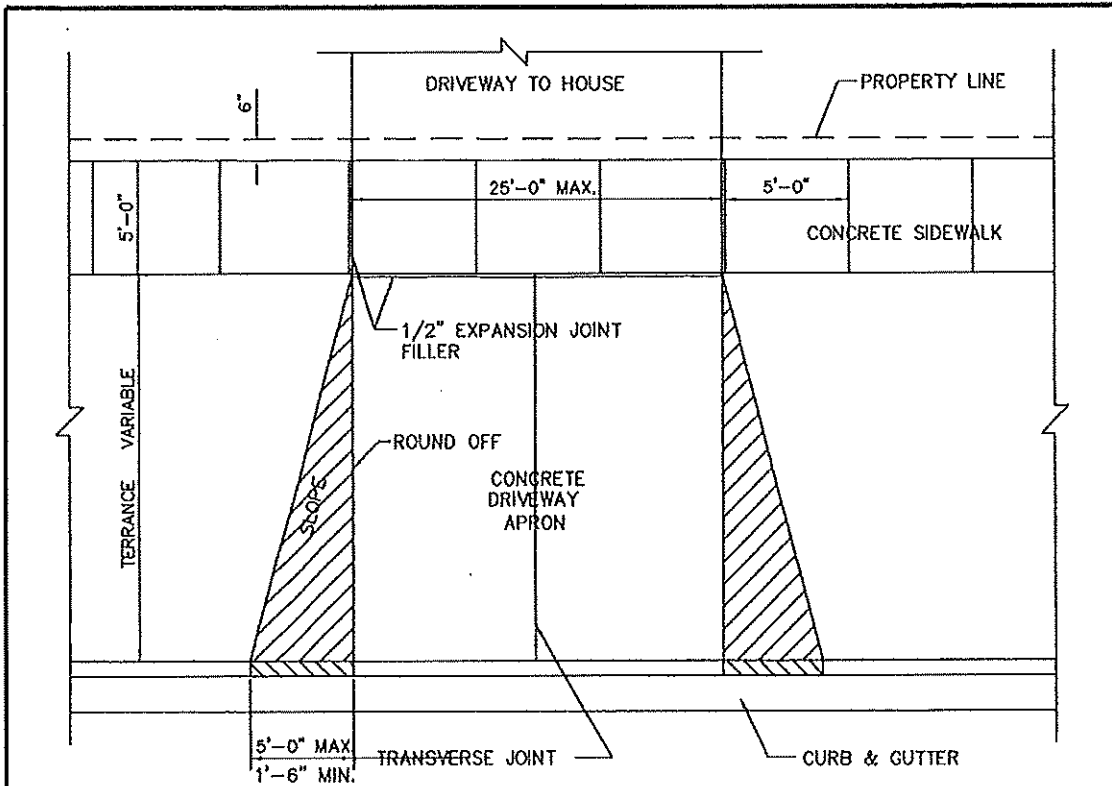 DRIVEWAY TO HOUSE
PROPERTY LINE
6"
25'-0" MAX.
5'-0"
5'-0"
CONCRETE SIDEWALK
1/2" EXPANSION JOINT
FILLER
TERRANCE VARIABLE
ROUND OFF
SLOPE
CONCRETE
DRIVEWAY
APRON
5'-0" MAX
1'-6" MIN.
TRANSVERSE JOINT
CURB & GUTTER